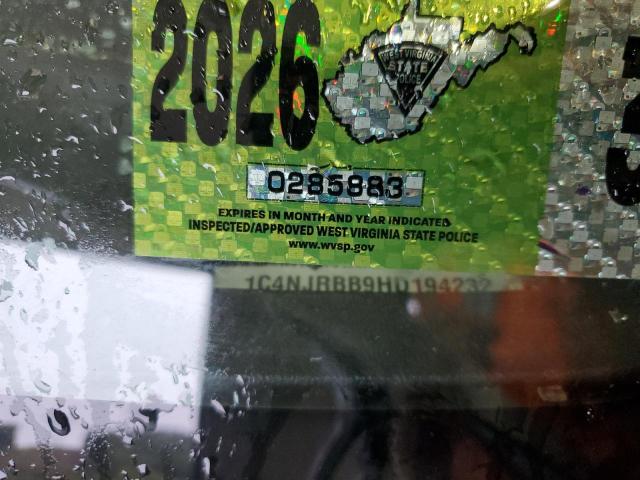 2026
WEST VIRGINIA
STATE
POLICE
0285883
EXPIRES IN MONTH AND YEAR INDICATED
INSPECTED/APPROVED WEST VIRGINIA STATE POLICE
www.wvsp.gov
1C4NJRBB9HD194232